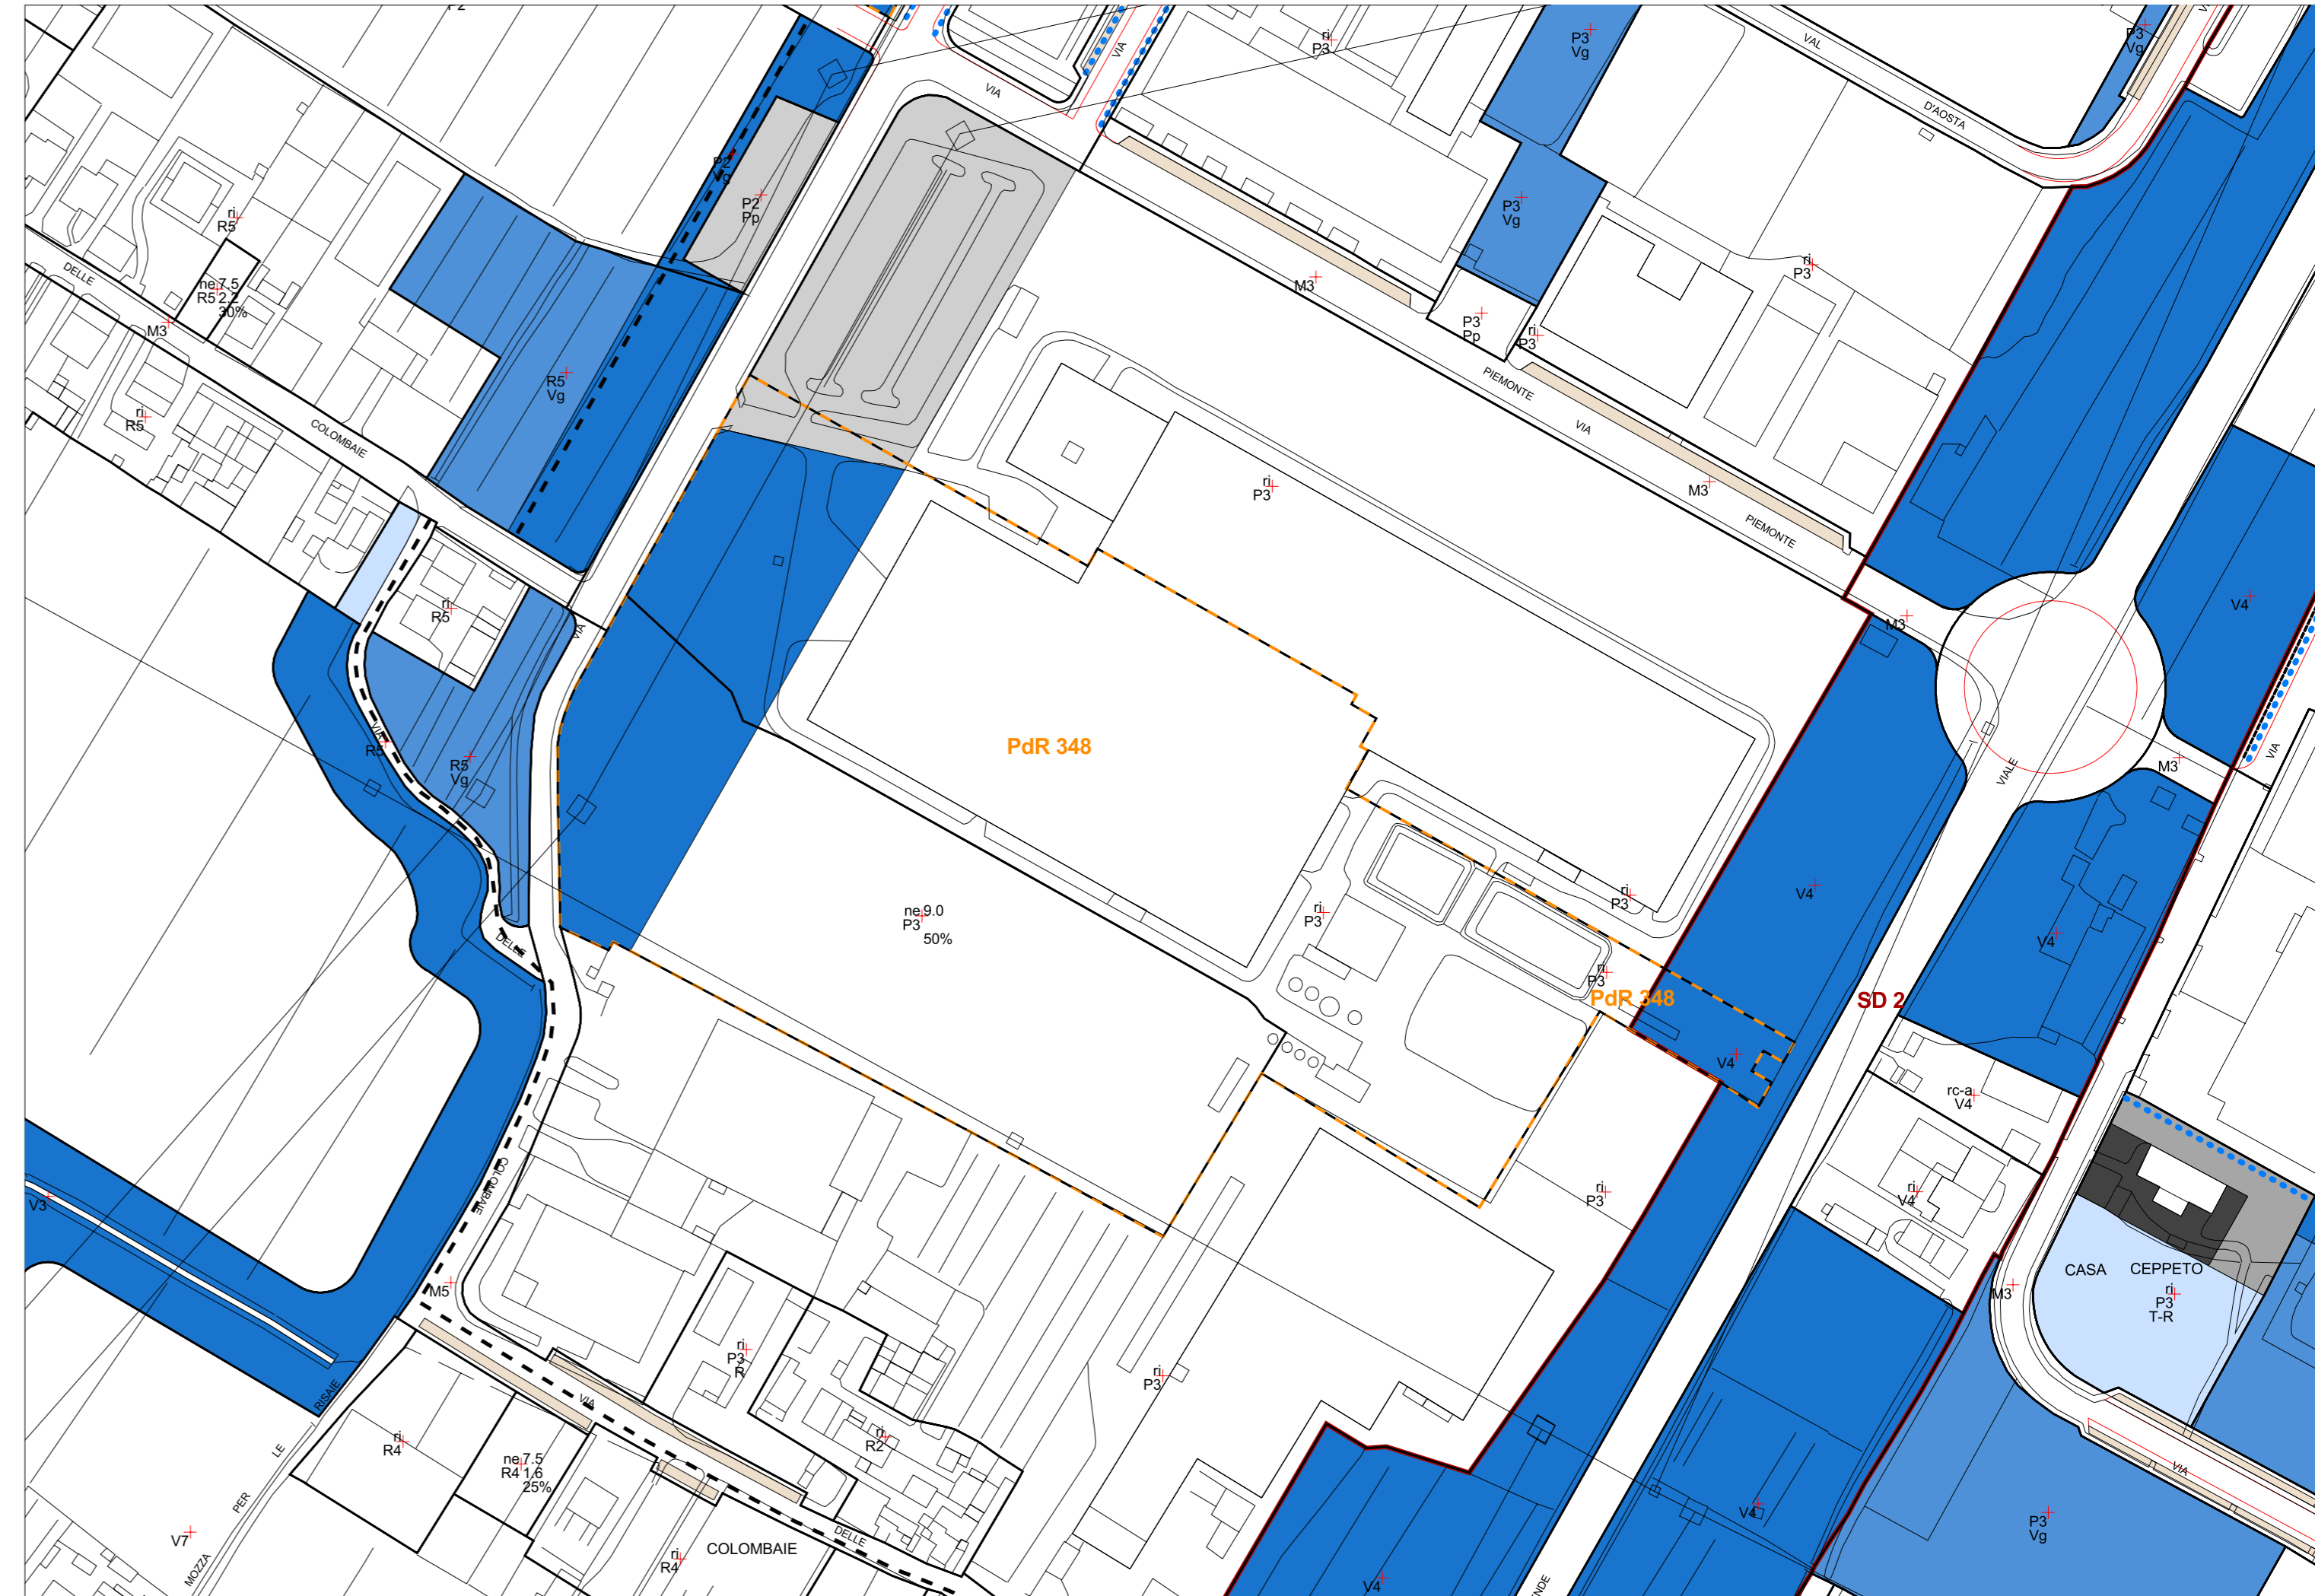 VIA
VIA
ri
P3
P3
Vg
VAL
D'AOSTA
P3
Vg
P2
Vg
P2
Pp
ri
R5
P3
Vg
ri
P3
DELLE
ne 7.5
R5 2.2
30%
M3
M3
P3
Pp
ri
P3
R5
Vg
PIEMONTE
ri
R5
VIA
COLOMBAIE
ri
P3
M3
PIEMONTE
ri
R5
VIA
V4
M3
VIA
R5
R5
Vg
PdR 348
VIALE
M3
VIA
ri
P3
V4
ne 9.0
P3
50%
ri
P3
V4
DELLE
ri
P3
PdR 348
SD 2
V4
rc-a
V4
COLOMBAIE
V3
ri
P3
ri
V4
M5
M3
CASA CEPPETO
ri
P3
T-R
ri
P3
R
ri
P3
RISAIE
VIA
ri
R4
ri
R2
LE
ne 7.5
R4 1.6
25%
VIA
PER
V4
P3
Vg
V7
DELLE
COLOMBAIE
ri
R4
MOZZA
V4